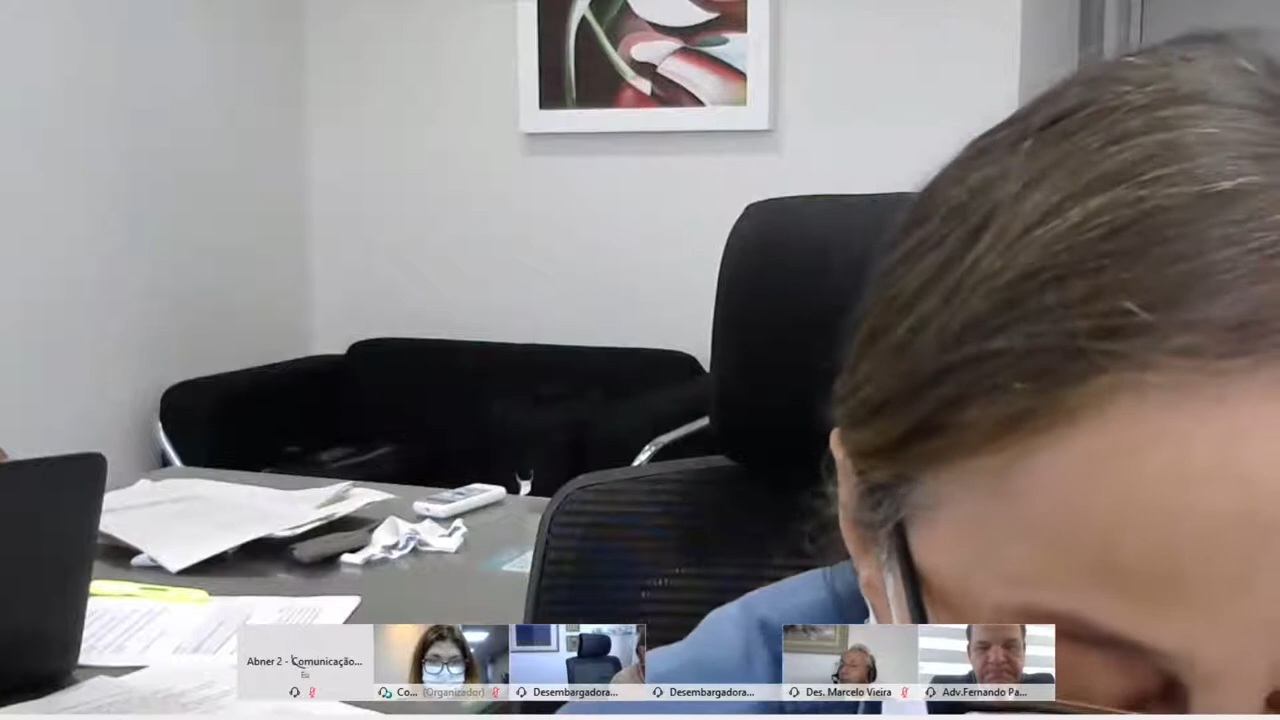 Abner 2 - Comunicação...
Eu
Co... (Organizador)
Desembargadora...
Desembargadora...
Des. Marcelo Vieira
Adv.Fernando Pa...